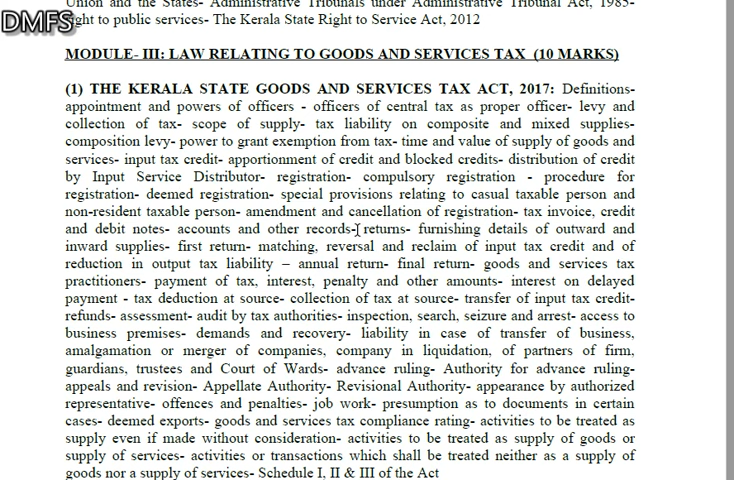 Union and the States- Administrative Tribunals under Administrative Tribunal Act, 1985-
right to public services- The Kerala State Right to Service Act, 2012
DMFS
MODULE- III: LAW RELATING TO GOODS AND SERVICES TAX (10 MARKS)
(1) THE KERALA STATE GOODS AND SERVICES TAX ACT, 2017: Definitions-
appointment and powers of officers - officers of central tax as proper officer- levy and
collection of tax- scope of supply- tax liability on composite and mixed supplies-
composition levy- power to grant exemption from tax- time and value of supply of goods and
services- input tax credit- apportionment of credit and blocked credits- distribution of credit
by Input Service Distributor- registration- compulsory registration - procedure for
registration- deemed registration- special provisions relating to casual taxable person and
non-resident taxable person- amendment and cancellation of registration- tax invoice, credit
and debit notes- accounts and other records- returns- furnishing details of outward and
inward supplies- first return- matching, reversal and reclaim of input tax credit and of
reduction in output tax liability – annual return- final return- goods and services tax
practitioners- payment of tax, interest, penalty and other amounts- interest on delayed
payment - tax deduction at source- collection of tax at source- transfer of input tax credit-
refunds- assessment- audit by tax authorities- inspection, search, seizure and arrest- access to
business premises- demands and recovery- liability in case of transfer of business,
amalgamation or merger of companies, company in liquidation, of partners of firm,
guardians, trustees and Court of Wards- advance ruling- Authority for advance ruling-
appeals and revision- Appellate Authority- Revisional Authority- appearance by authorized
representative- offences and penalties- job work- presumption as to documents in certain
cases- deemed exports- goods and services tax compliance rating- activities to be treated as
supply even if made without consideration- activities to be treated as supply of goods or
supply of services- activities or transactions which shall be treated neither as a supply of
goods nor a supply of services- Schedule I, II & III of the Act